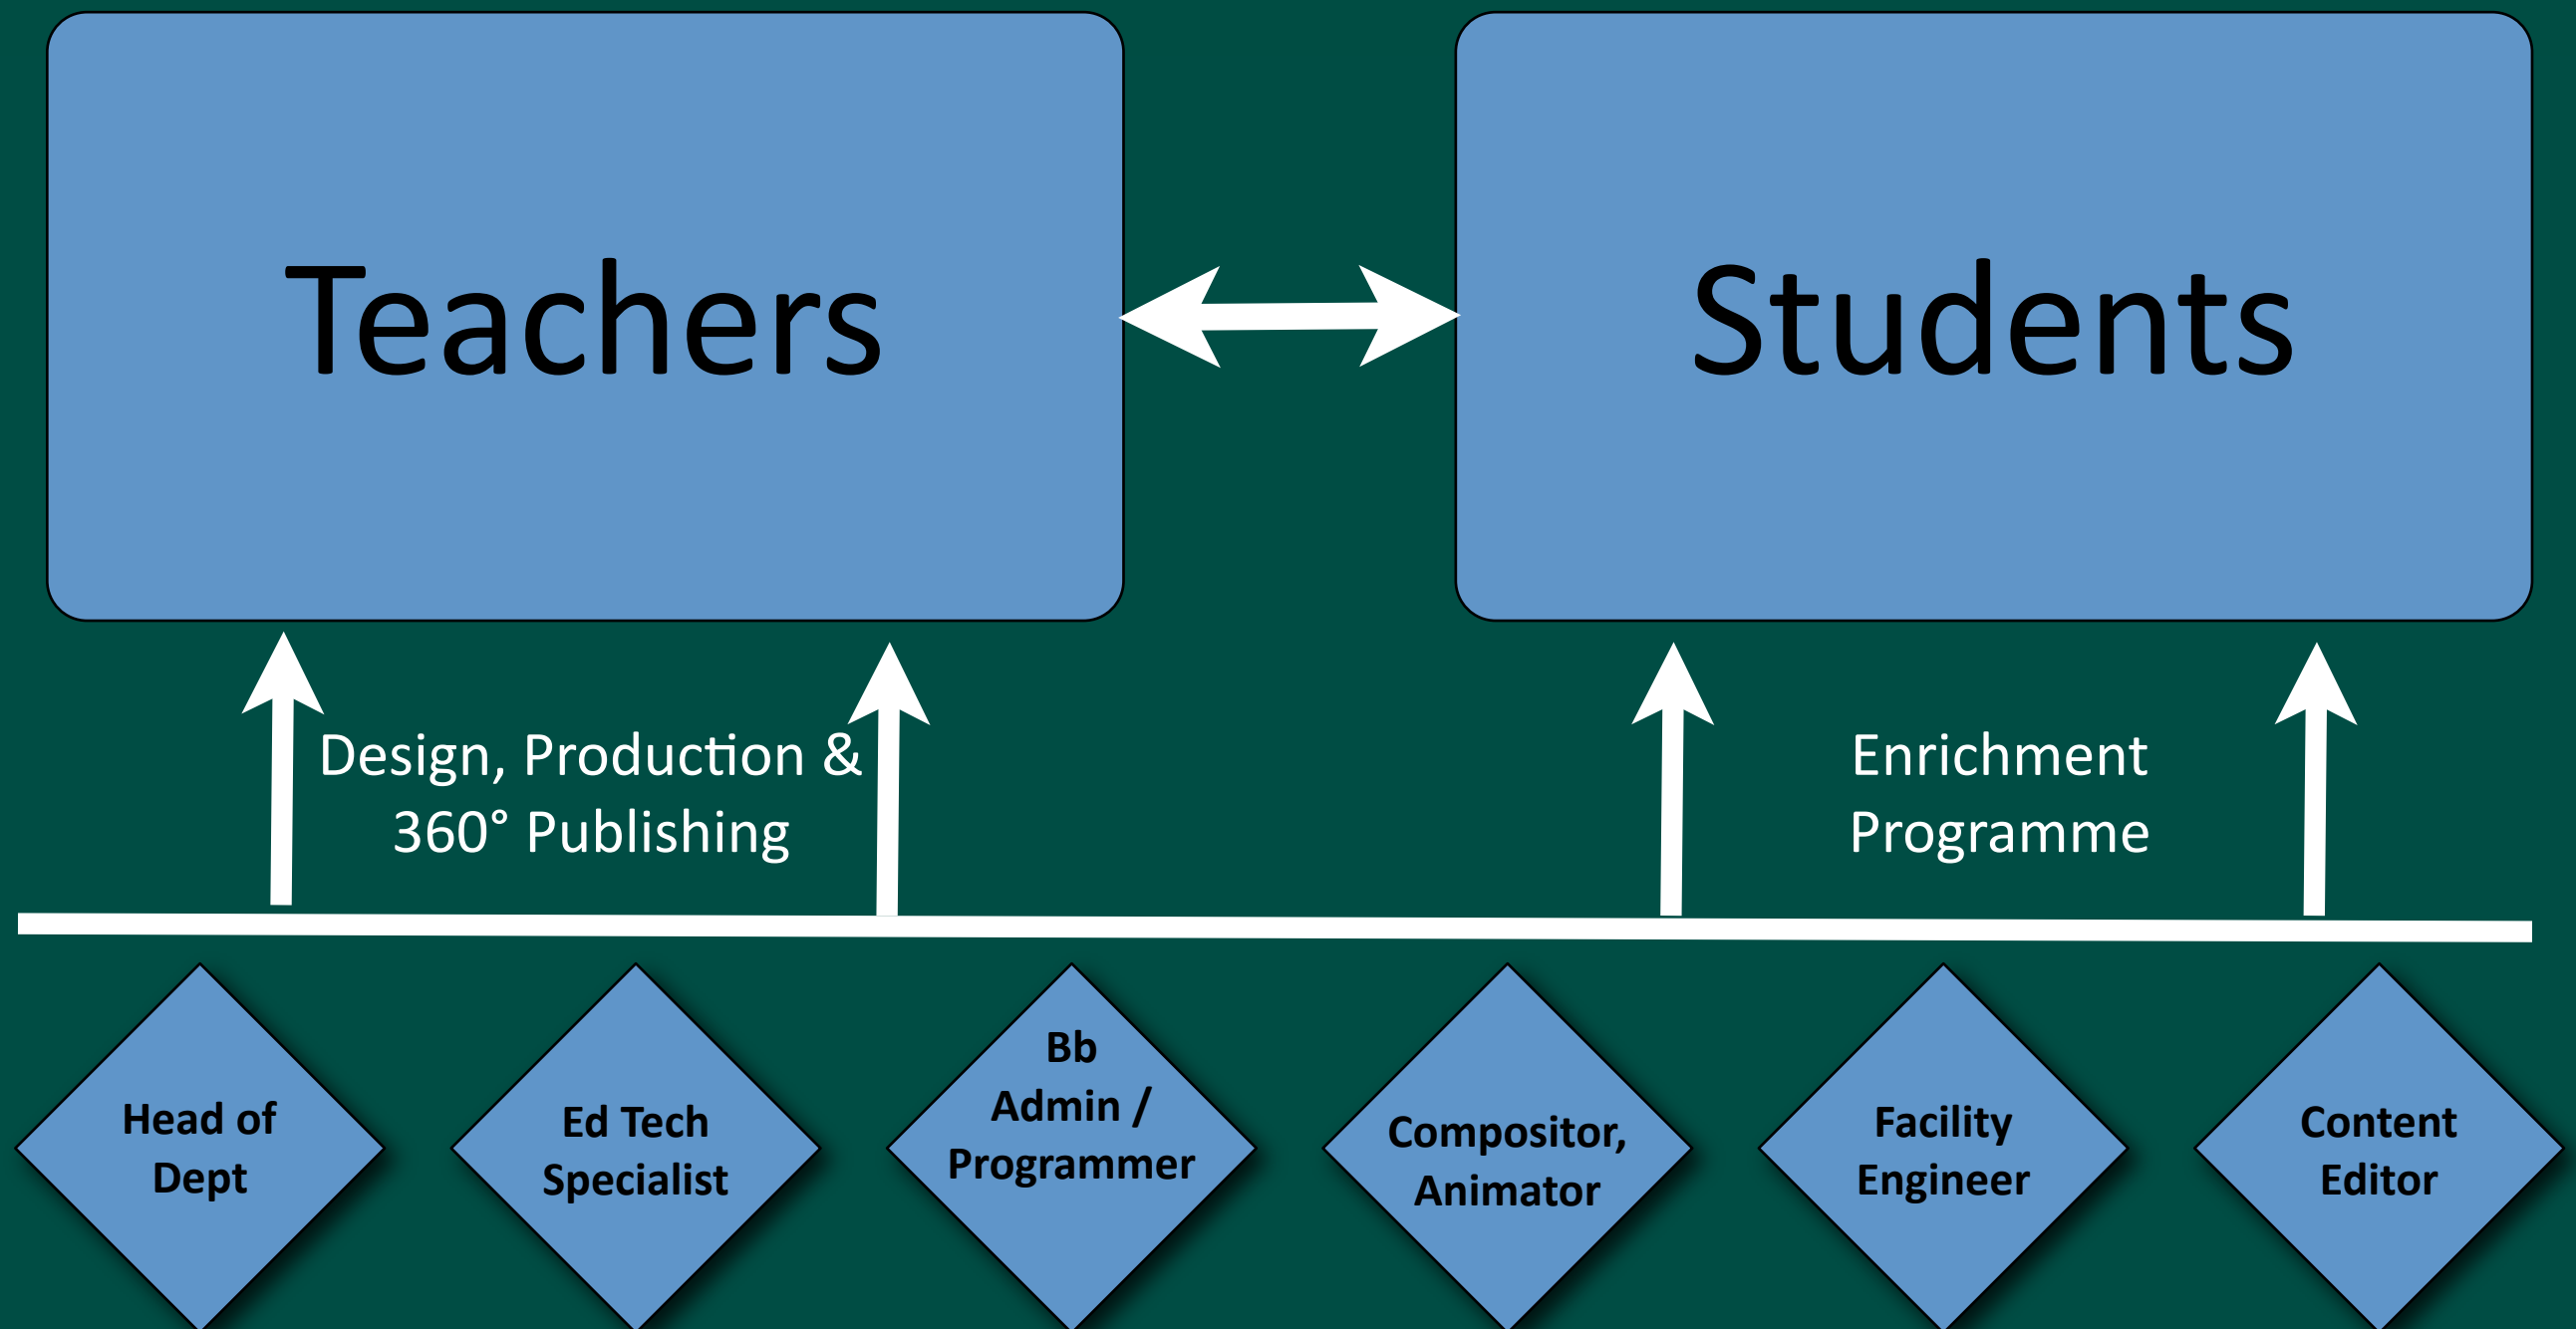 Teachers
Students
Design, Production &
360° Publishing
Enrichment
Programme
Head of
Dept
Ed Tech
Specialist
Bb
Admin /
Programmer
Compositor,
Animator
Facility
Engineer
Content
Editor